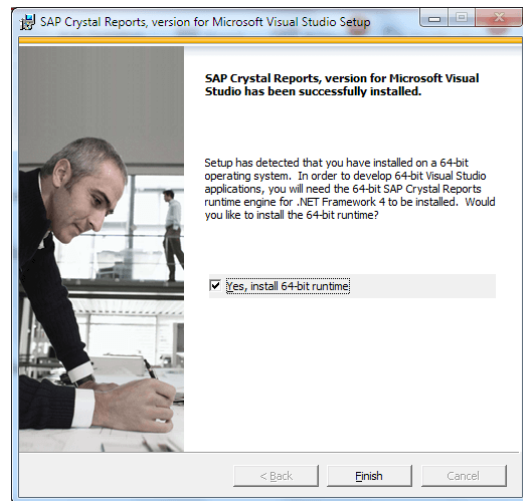 SAP Crystal Reports, version for Microsoft Visual Studio Setup
SAP Crystal Reports, version for Microsoft Visual
Studio has been successfully installed.
Setup has detected that you have installed on a 64-bit
operating system. In order to develop 64-bit Visual Studio
applications, you will need the 64-bit SAP Crystal Reports
runtime engine for .NET Framework 4 to be installed. Would
you like to install the 64-bit runtime?
Yes, install 64-bit runtime
< Back Finish Cancel